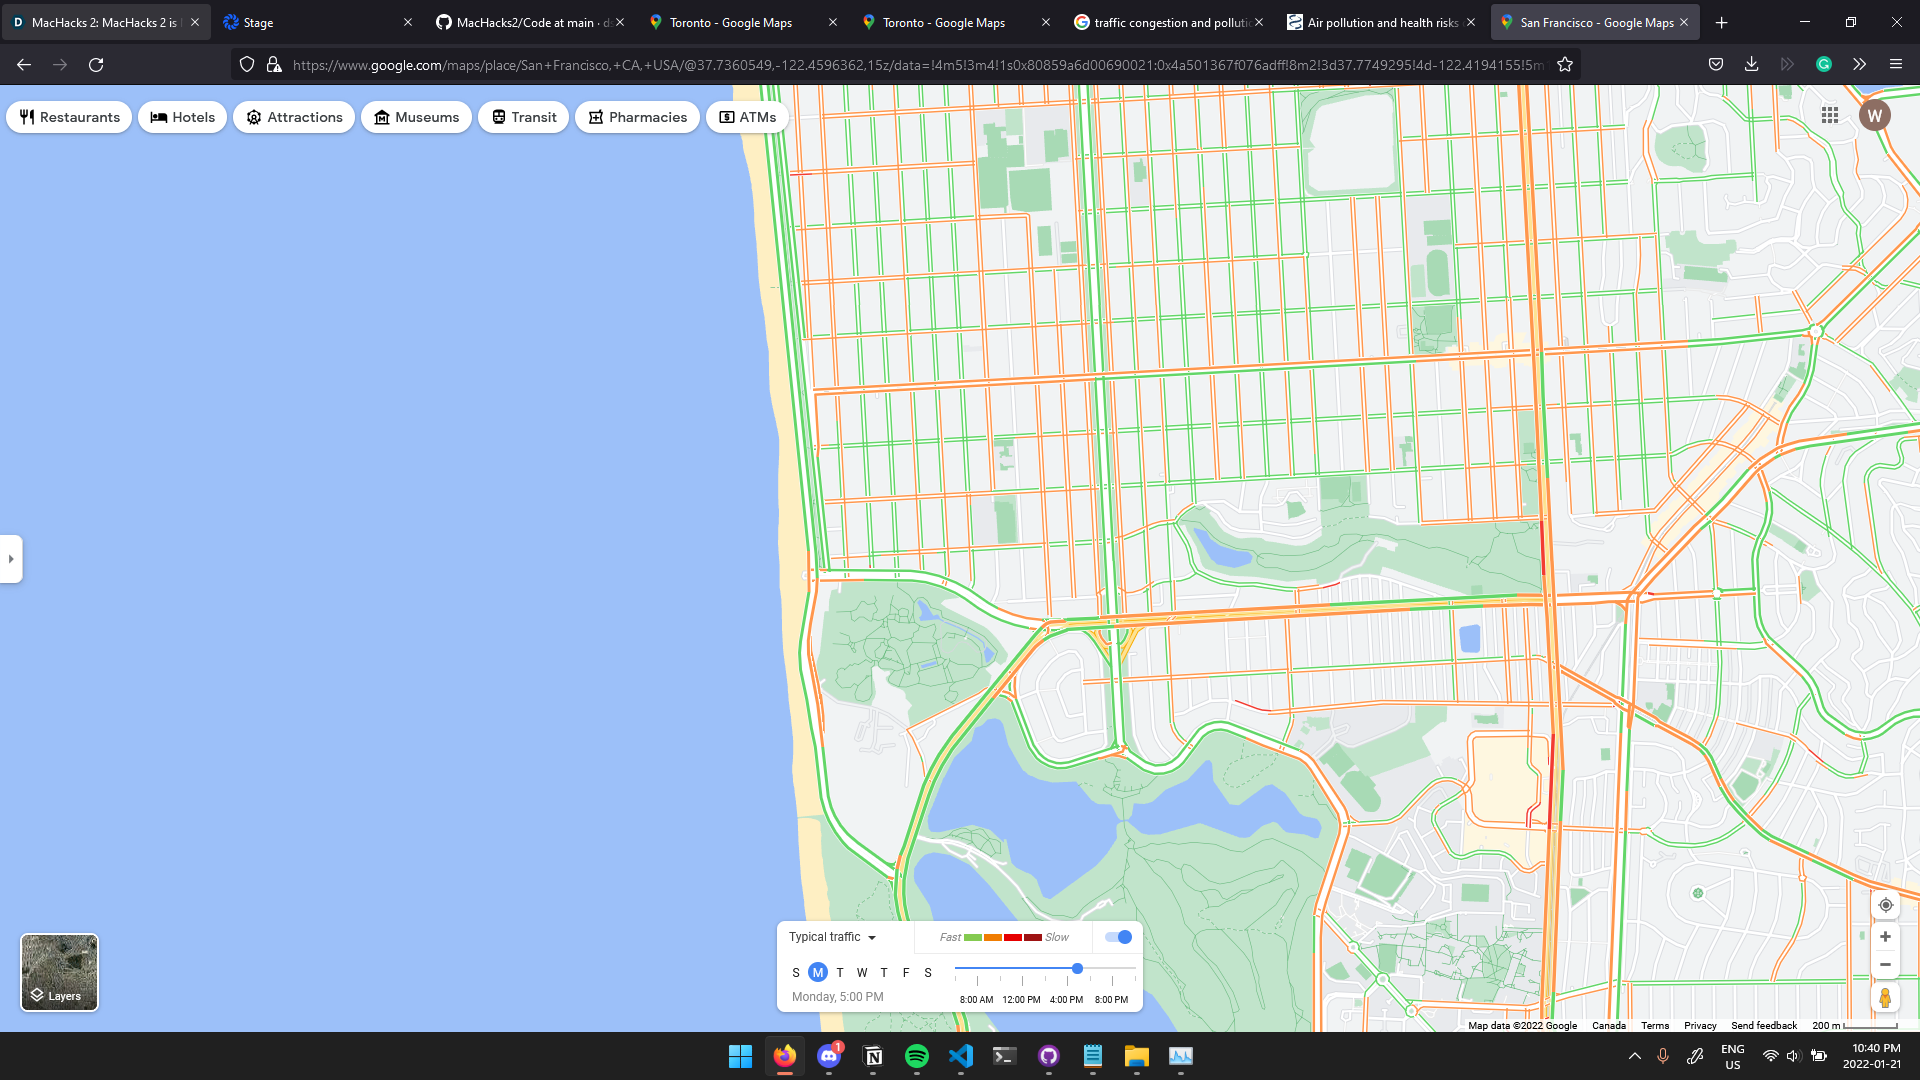 MacHacks 2: MacHacks 2 is
Stage
MacHacks2/Code at main · ds
Toronto - Google Maps
Toronto - Google Maps
traffic congestion and pollutio
Air pollution and health risks
San Francisco - Google Maps
https://www.google.com/maps/place/San+Francisco,+CA,+USA/@37.7360549,-122.4596362,15z/data=!4m5!3m4!1s0x80859a6d00690021:0x4a501367f076adff!8m2!3d37.7749295!4d-122.4194155!5m
Restaurants
Hotels
Attractions
Museums
Transit
Pharmacies
ATMs
W
Typical traffic
Fast
Slow
S M T W T F S
Monday, 5:00 PM
8:00 AM 12:00 PM 4:00 PM 8:00 PM
Layers
Map data ©2022 Google Canada Terms Privacy Send feedback 200 m
1
ENG
US
10:40 PM
2022-01-21